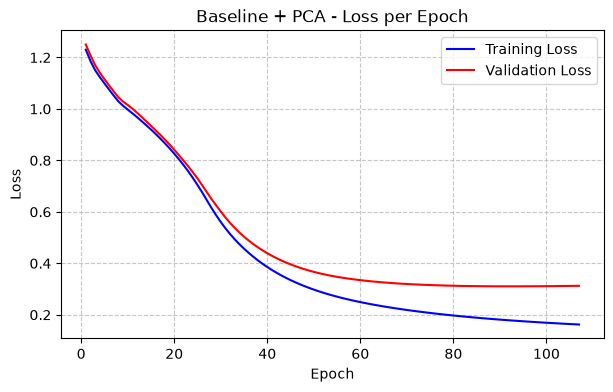 Baseline + PCA - Loss per Epoch
Training Loss
Validation Loss
Loss
1.2
1.0
0.8
0.6
0.4
0.2
0 20 40 60 80 100
Epoch